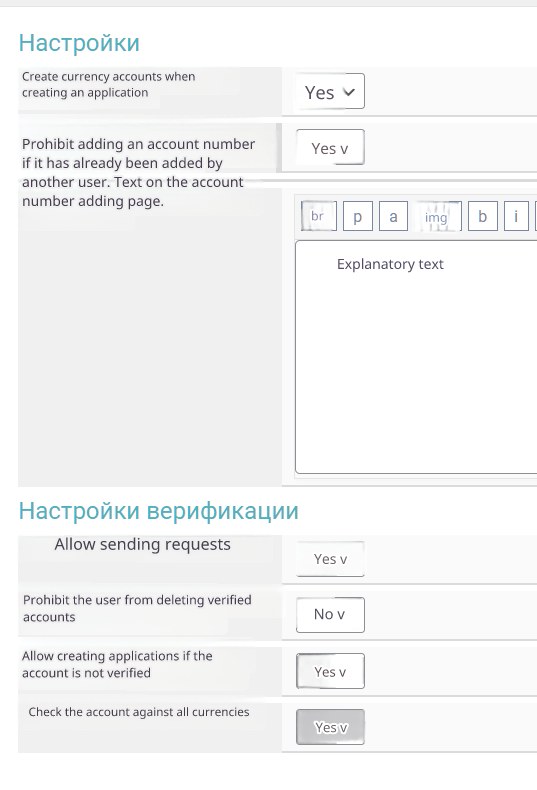 Настройки
Create currency accounts when
creating an application
Yes
Prohibit adding an account number
if it has already been added by
another user. Text on the account
number adding page.
Yes v
br p a img b i
Explanatory text
Настройки верификации
Allow sending requests
Yes v
Prohibit the user from deleting verified
accounts
No v
Allow creating applications if the
account is not verified
Yes v
Check the account against all currencies
Yes v